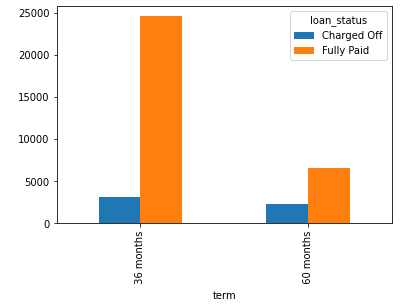 loan_status
Charged Off
Fully Paid
25000
20000
15000
10000
5000
0
36 months
60 months
term